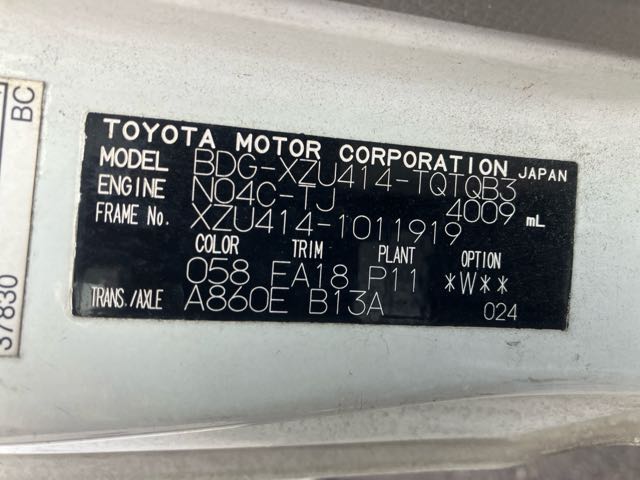 TOYOTA MOTOR CORPORATION JAPAN
MODEL BDG-XZU414-TQTQB3
ENGINE N04C-TJ 4009 mL
FRAME No. XZU414-1011919
COLOR TRIM PLANT OPTION
058 FA18 P11 *W**
TRANS./AXLE A860E B13A 024
BC
37830